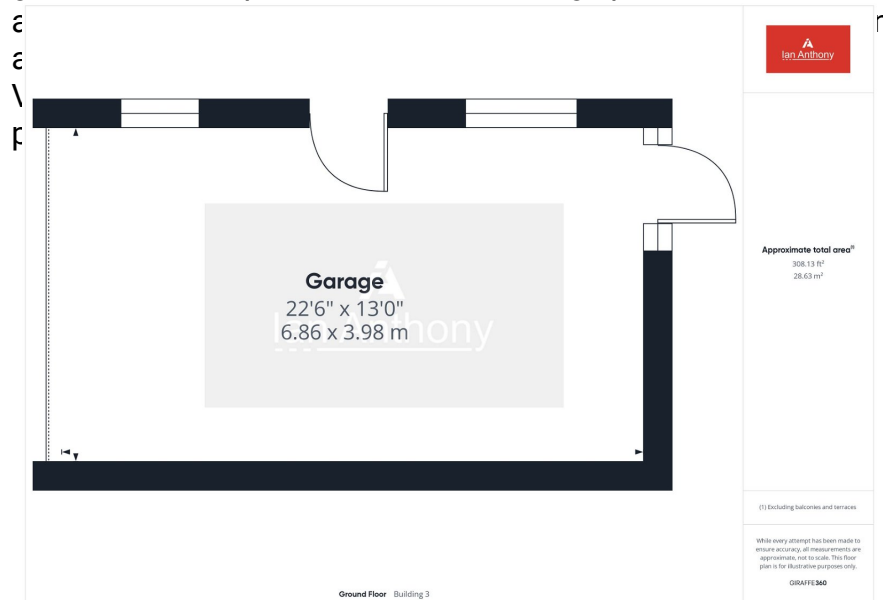 a
a
V
p
Ian Anthony
Garage
22'6" x 13'0"
6.86 x 3.98 m
Ian Anthony
Approximate total area⁽¹⁾
308.13 ft²
28.63 m²
(1) Excluding balconies and terraces
While every attempt has been made to
ensure accuracy, all measurements are
approximate, not to scale. This floor
plan is for illustrative purposes only.
GIRAFFE360
Ground Floor Building 3